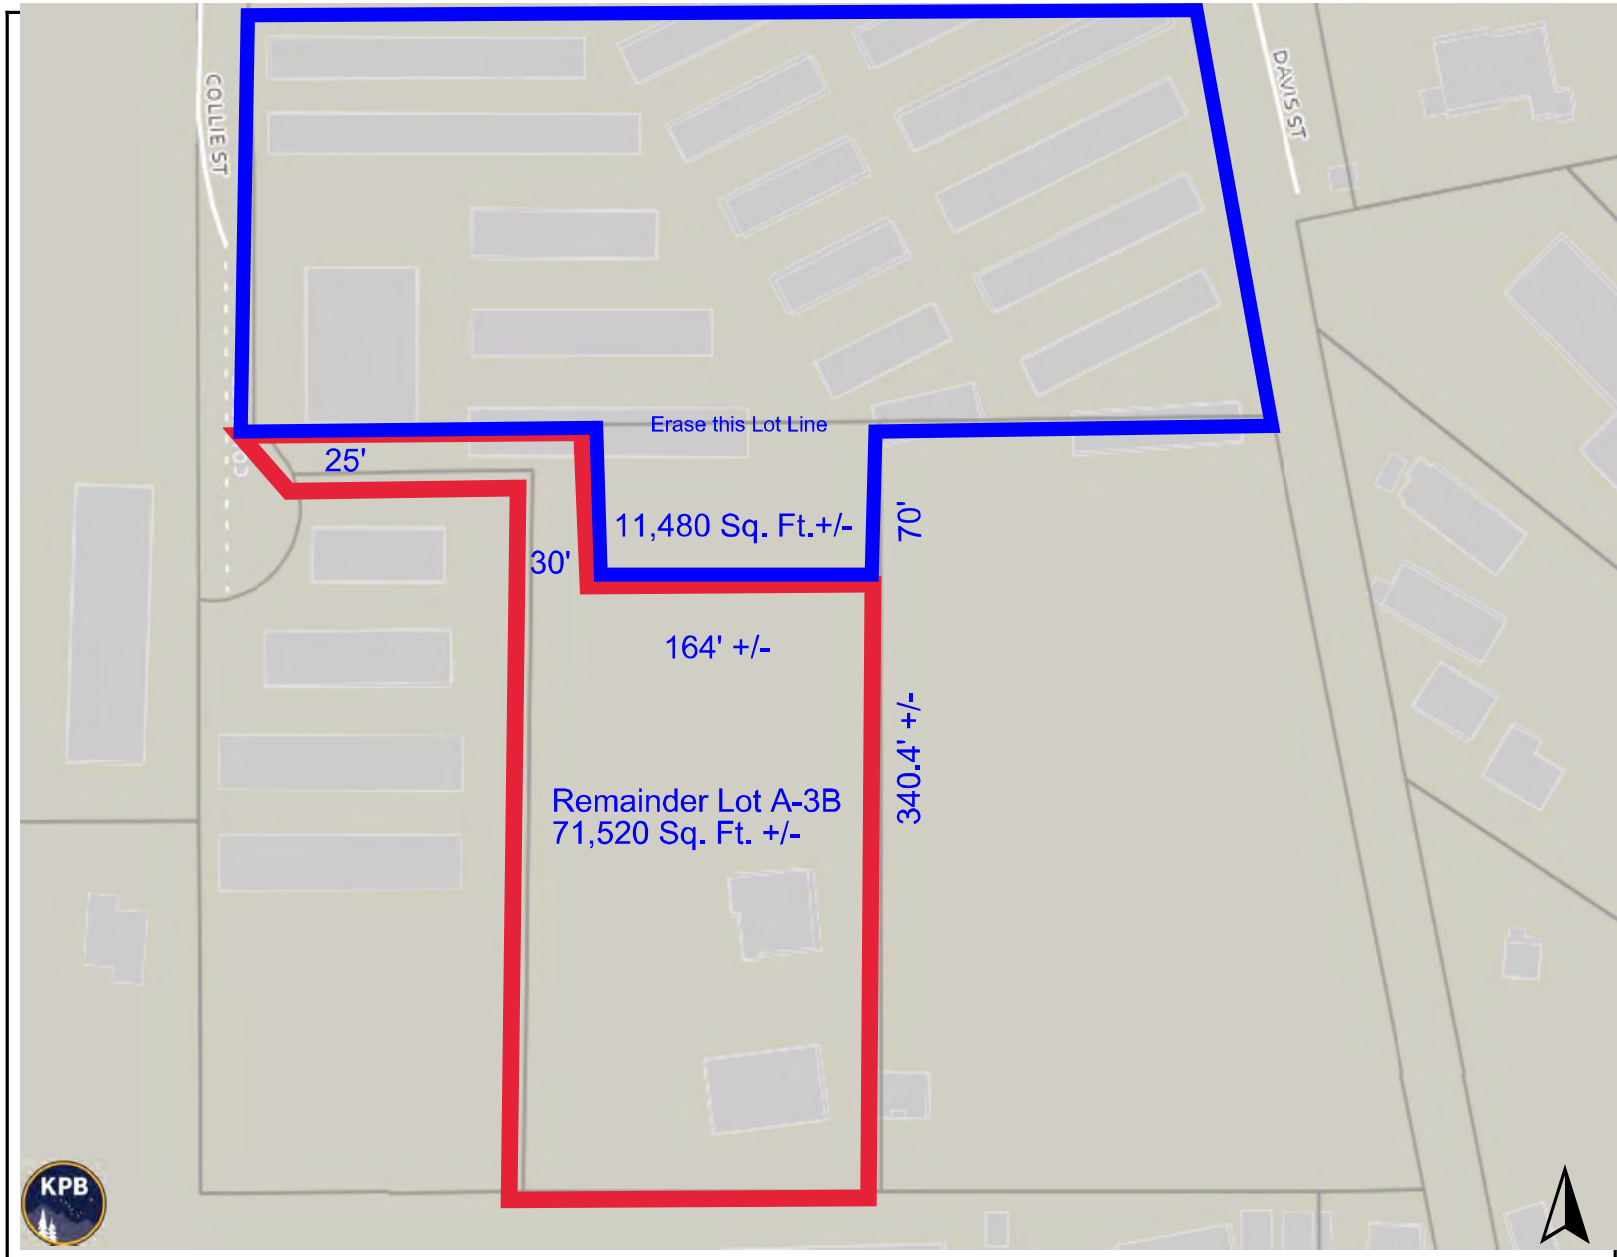 COLLIE ST
DAVIS ST
Erase this Lot Line
25'
CO
11,480 Sq. Ft.+/-
70'
30'
164' +/-
340.4' +/-
Remainder Lot A-3B
71,520 Sq. Ft. +/-
KPB